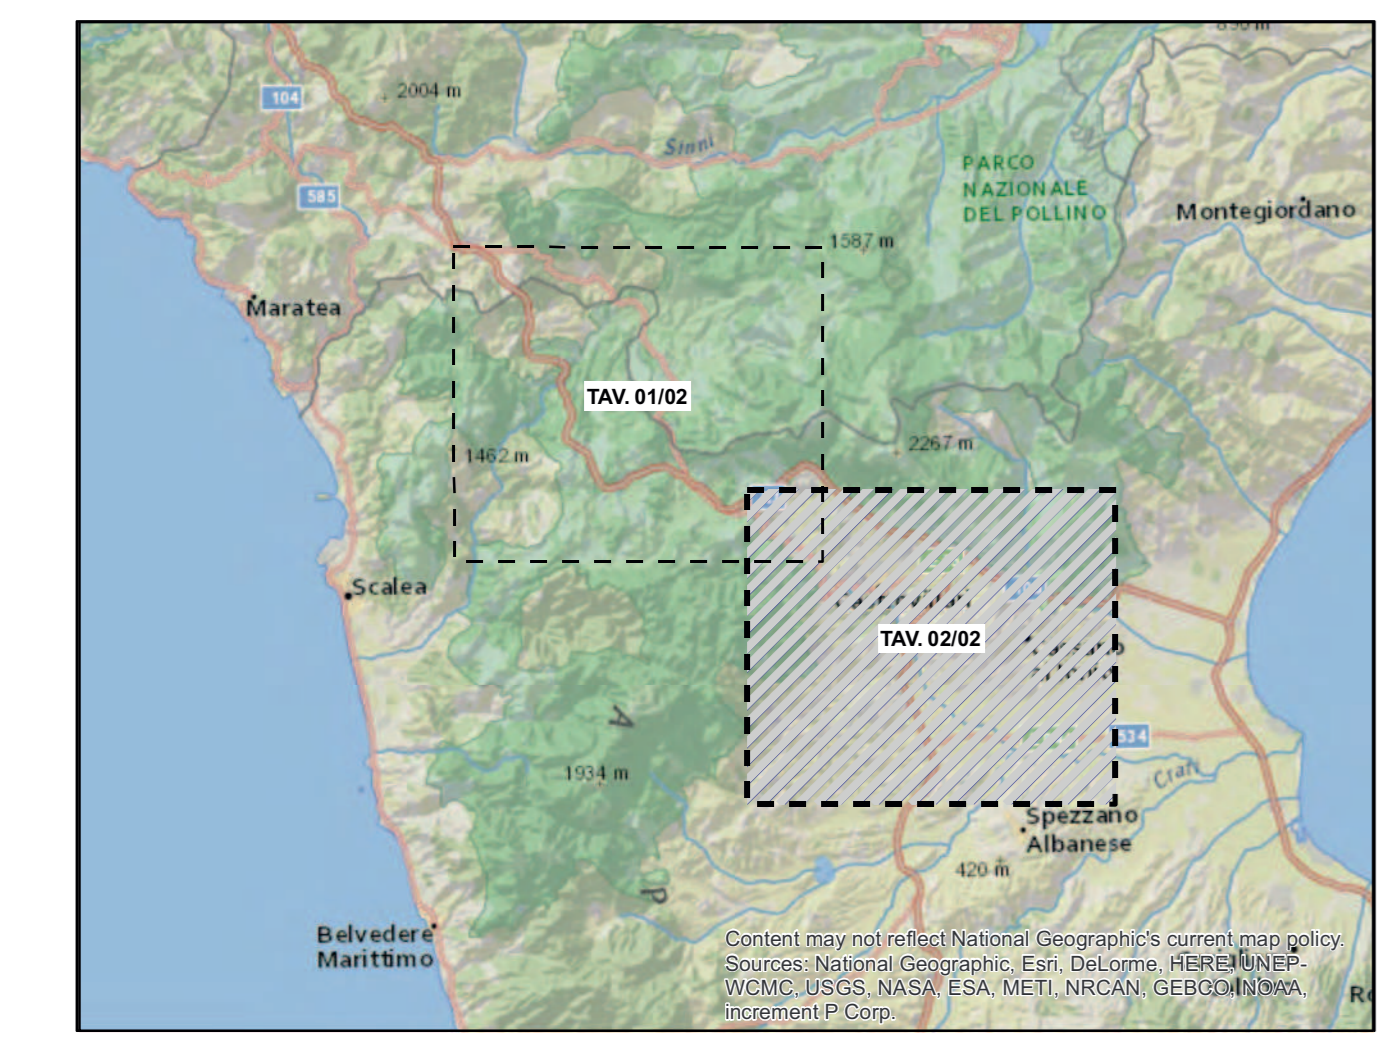 104
2004 m
Sinni
585
PARCO
NAZIONALE
DEL POLLINO
Montegiordano
1587 m
Maratea
TAV. 01/02
1462 m
2267 m
Scalea
TAV. 02/02
A
534
1934 m
Crati
Spezzano
Albanese
420 m
P
Belvedere
Marittimo
Content may not reflect National Geographic's current map policy.
Sources: National Geographic, Esri, DeLorme, HERE, UNEP-
WCMC, USGS, NASA, ESA, METI, NRCAN, GEBCO, NOAA,
increment P Corp.